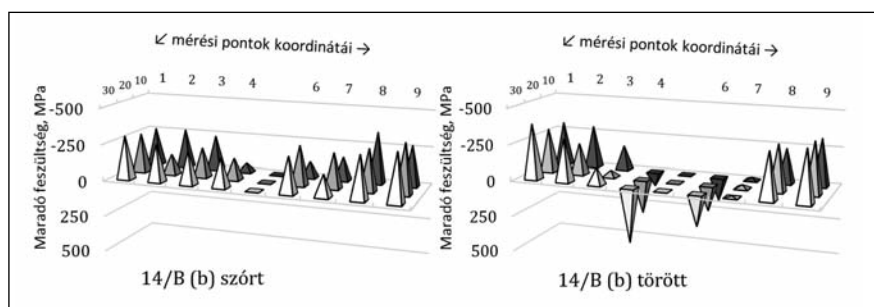 ↙ mérési pontok koordinátái →
30 20 10 1 2 3 4 6 7 8 9
Maradó feszültség, MPa
-500
-250
0
250
500
14/B (b) szórt
↙ mérési pontok koordinátái →
30 20 10 1 2 3 4 6 7 8 9
Maradó feszültség, MPa
-500
-250
0
250
500
14/B (b) törött